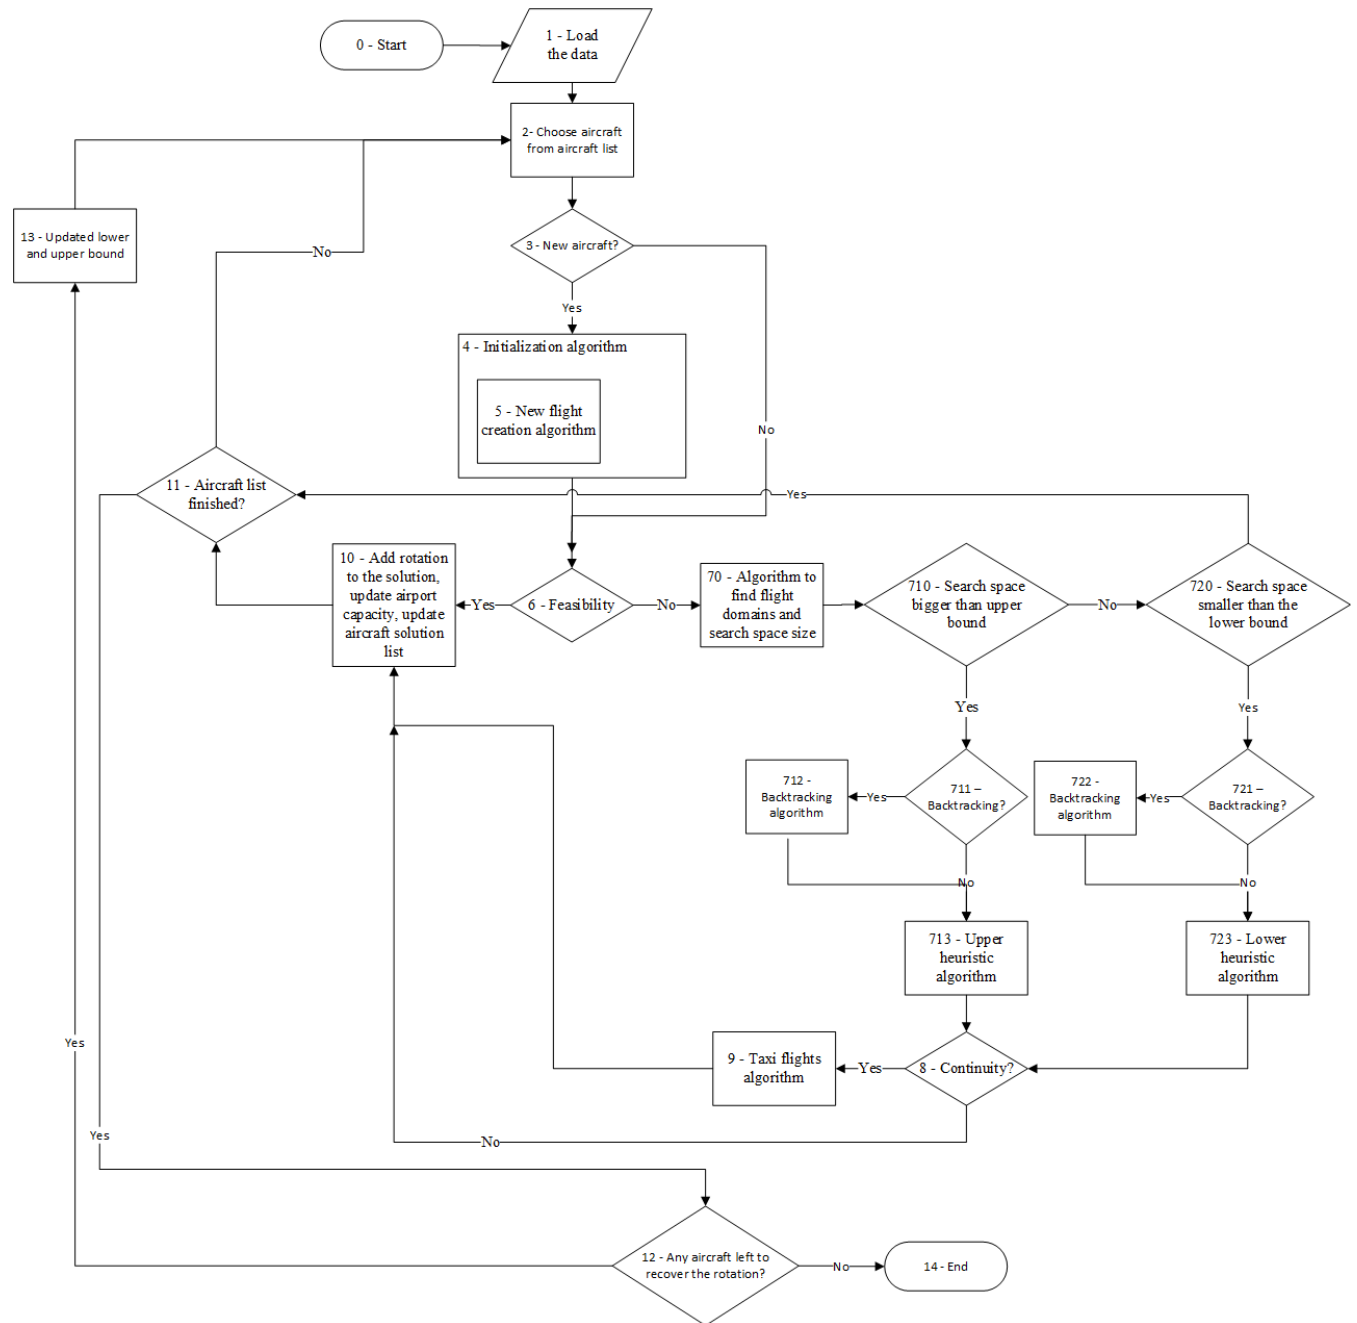 0 - Start
1 - Load
the data
2- Choose aircraft
from aircraft list
13 - Updated lower
and upper bound
3 - New aircraft?
No
Yes
4 - Initialization algorithm
5 - New flight
creation algorithm
No
11 - Aircraft list
finished?
Yes
10 - Add rotation
to the solution,
update airport
capacity, update
aircraft solution
list
Yes
6 - Feasibility
No
70 - Algorithm to
find flight
domains and
search space size
710 - Search space
bigger than upper
bound
No
720 - Search space
smaller than the
lower bound
Yes
Yes
712 -
Backtracking
algorithm
Yes
711 –
Backtracking?
722 -
Backtracking
algorithm
Yes
721 –
Backtracking?
No
No
713 - Upper
heuristic
algorithm
723 - Lower
heuristic
algorithm
Yes
9 - Taxi flights
algorithm
Yes
8 - Continuity?
Yes
No
12 - Any aircraft left to
recover the rotation?
No
14 - End